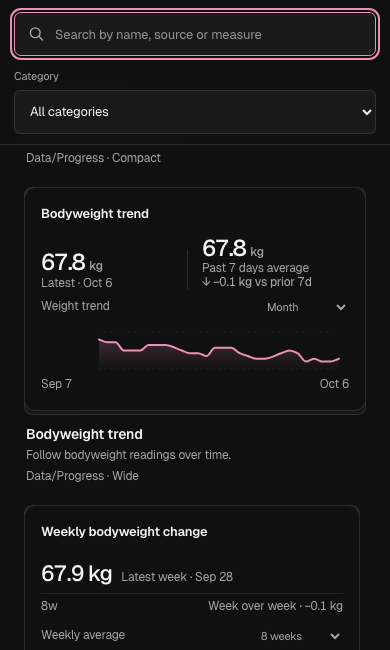 Search by name, source or measure
Category
All categories
Data/Progress · Compact
Bodyweight trend
67.8 kg
Latest · Oct 6
67.8 kg
Past 7 days average
↓ −0.1 kg vs prior 7d
Weight trend
Month
Sep 7
Oct 6
Bodyweight trend
Follow bodyweight readings over time.
Data/Progress · Wide
Weekly bodyweight change
67.9 kg Latest week · Sep 28
8w
Week over week · −0.1 kg
Weekly average
8 weeks